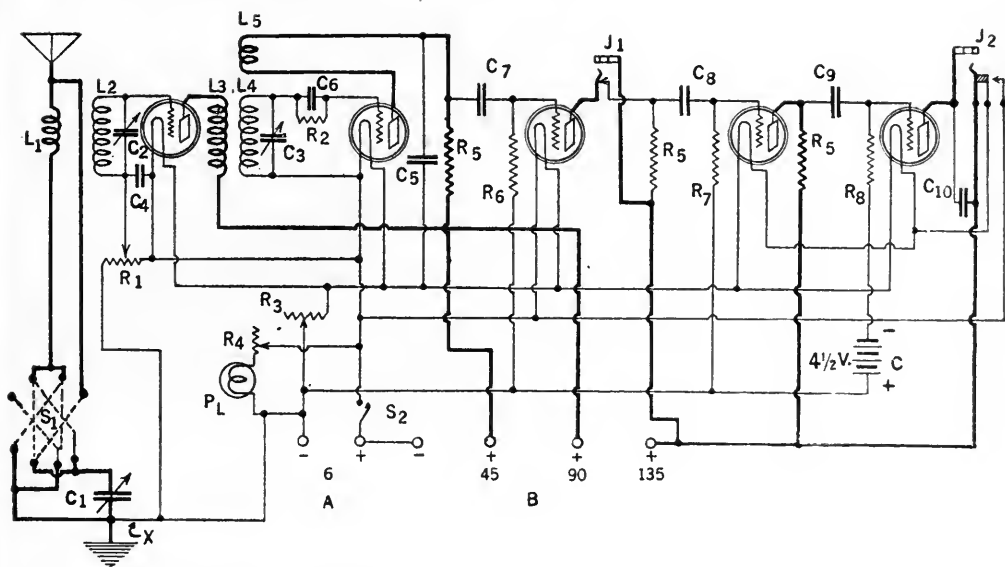 L5
J1
J2
L2
L3
L4
C6
C7
C8
C9
L1
C2
R2
C3
C4
C5
R5
R6
R5
R7
R5
R8
C10
R1
R3
R4
4½V.
-
C
+
PL
S1
S2
- + - + + +
6 45 90 135
A B
C1
X